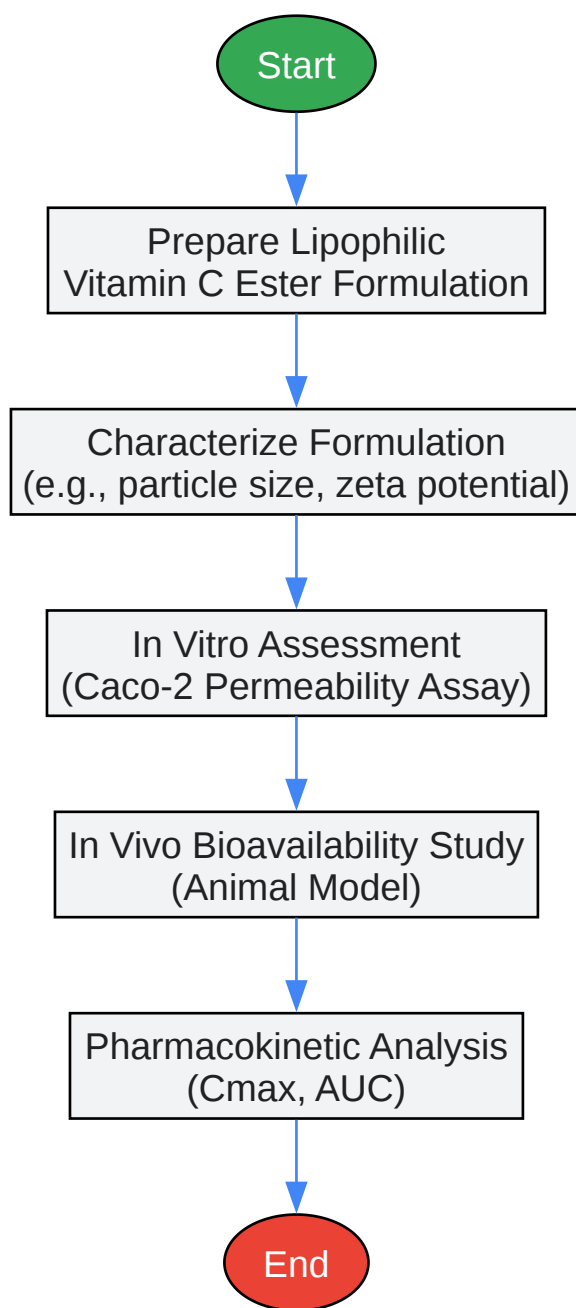 Start
Prepare Lipophilic
Vitamin C Ester Formulation
Characterize Formulation
(e.g., particle size, zeta potential)
In Vitro Assessment
(Caco-2 Permeability Assay)
In Vivo Bioavailability Study
(Animal Model)
Pharmacokinetic Analysis
(Cmax, AUC)
End